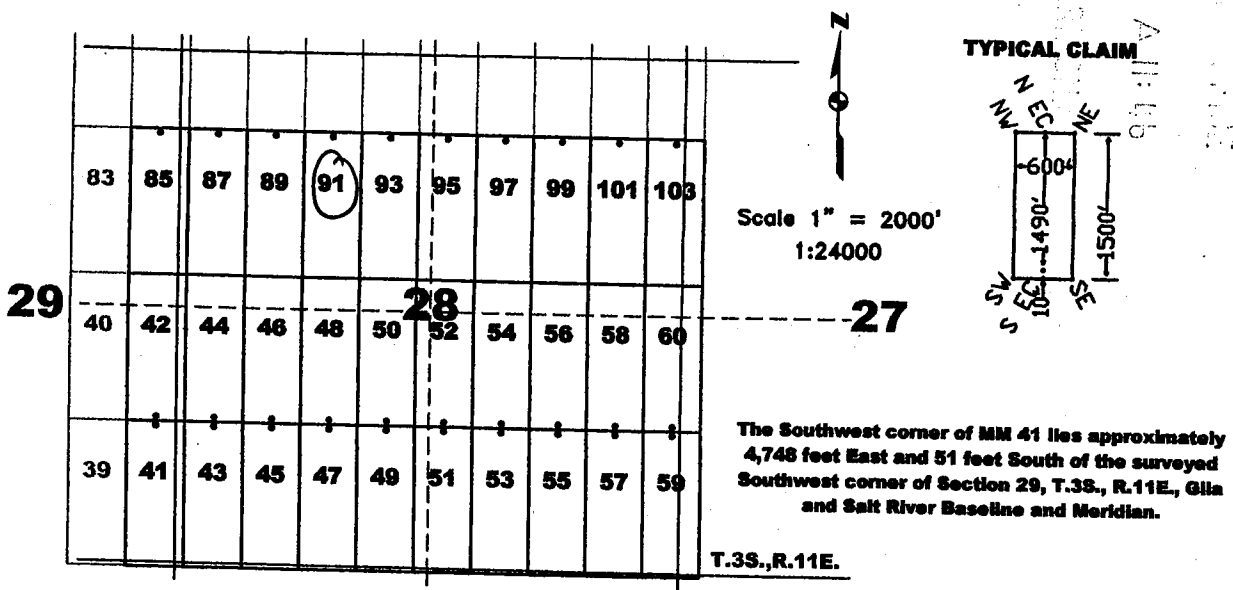 N
TYPICAL CLAIM
NW N EC NE
600'
1490'
1500'
10'
SW S EC SE
Scale 1" = 2000'
1:24000
83 85 87 89 91 93 95 97 99 101 103
29 28 27
40 42 44 46 48 50 52 54 56 58 60
39 41 43 45 47 49 51 53 55 57 59
The Southwest corner of MM 41 lies approximately
4,748 feet East and 51 feet South of the surveyed
Southwest corner of Section 29, T.3S., R.11E., Gila
and Salt River Baseline and Meridian.
T.3S.,R.11E.